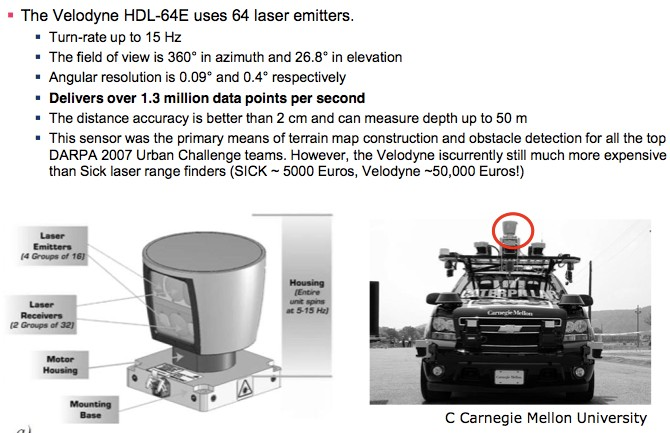 The Velodyne HDL-64E uses 64 laser emitters.
Turn-rate up to 15 Hz
The field of view is 360° in azimuth and 26.8° in elevation
Angular resolution is 0.09° and 0.4° respectively
Delivers over 1.3 million data points per second
The distance accuracy is better than 2 cm and can measure depth up to 50 m
This sensor was the primary means of terrain map construction and obstacle detection for all the top
DARPA 2007 Urban Challenge teams. However, the Velodyne iscurrently still much more expensive
than Sick laser range finders (SICK ~ 5000 Euros, Velodyne ~50,000 Euros!)
Laser
Emitters
(4 Groups of 16)
Laser
Receivers
(2 Groups of 32)
Motor
Housing
Mounting
Base
Housing
(Entire
unit spins
at 5-15 Hz)
CATERPILLAR
Carnegie Mellon
C Carnegie Mellon University